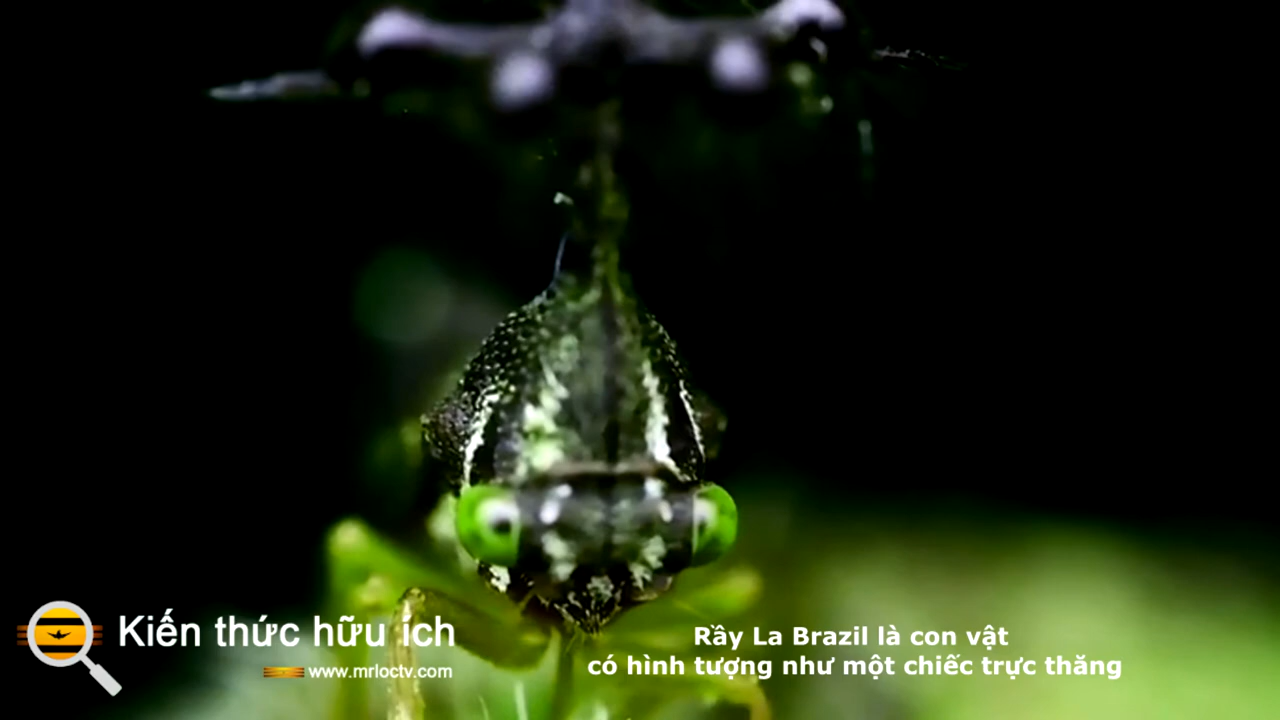 Kiến thức hữu ích
www.mrloctv.com
Rầy La Brazil là con vật
có hình tượng như một chiếc trực thăng